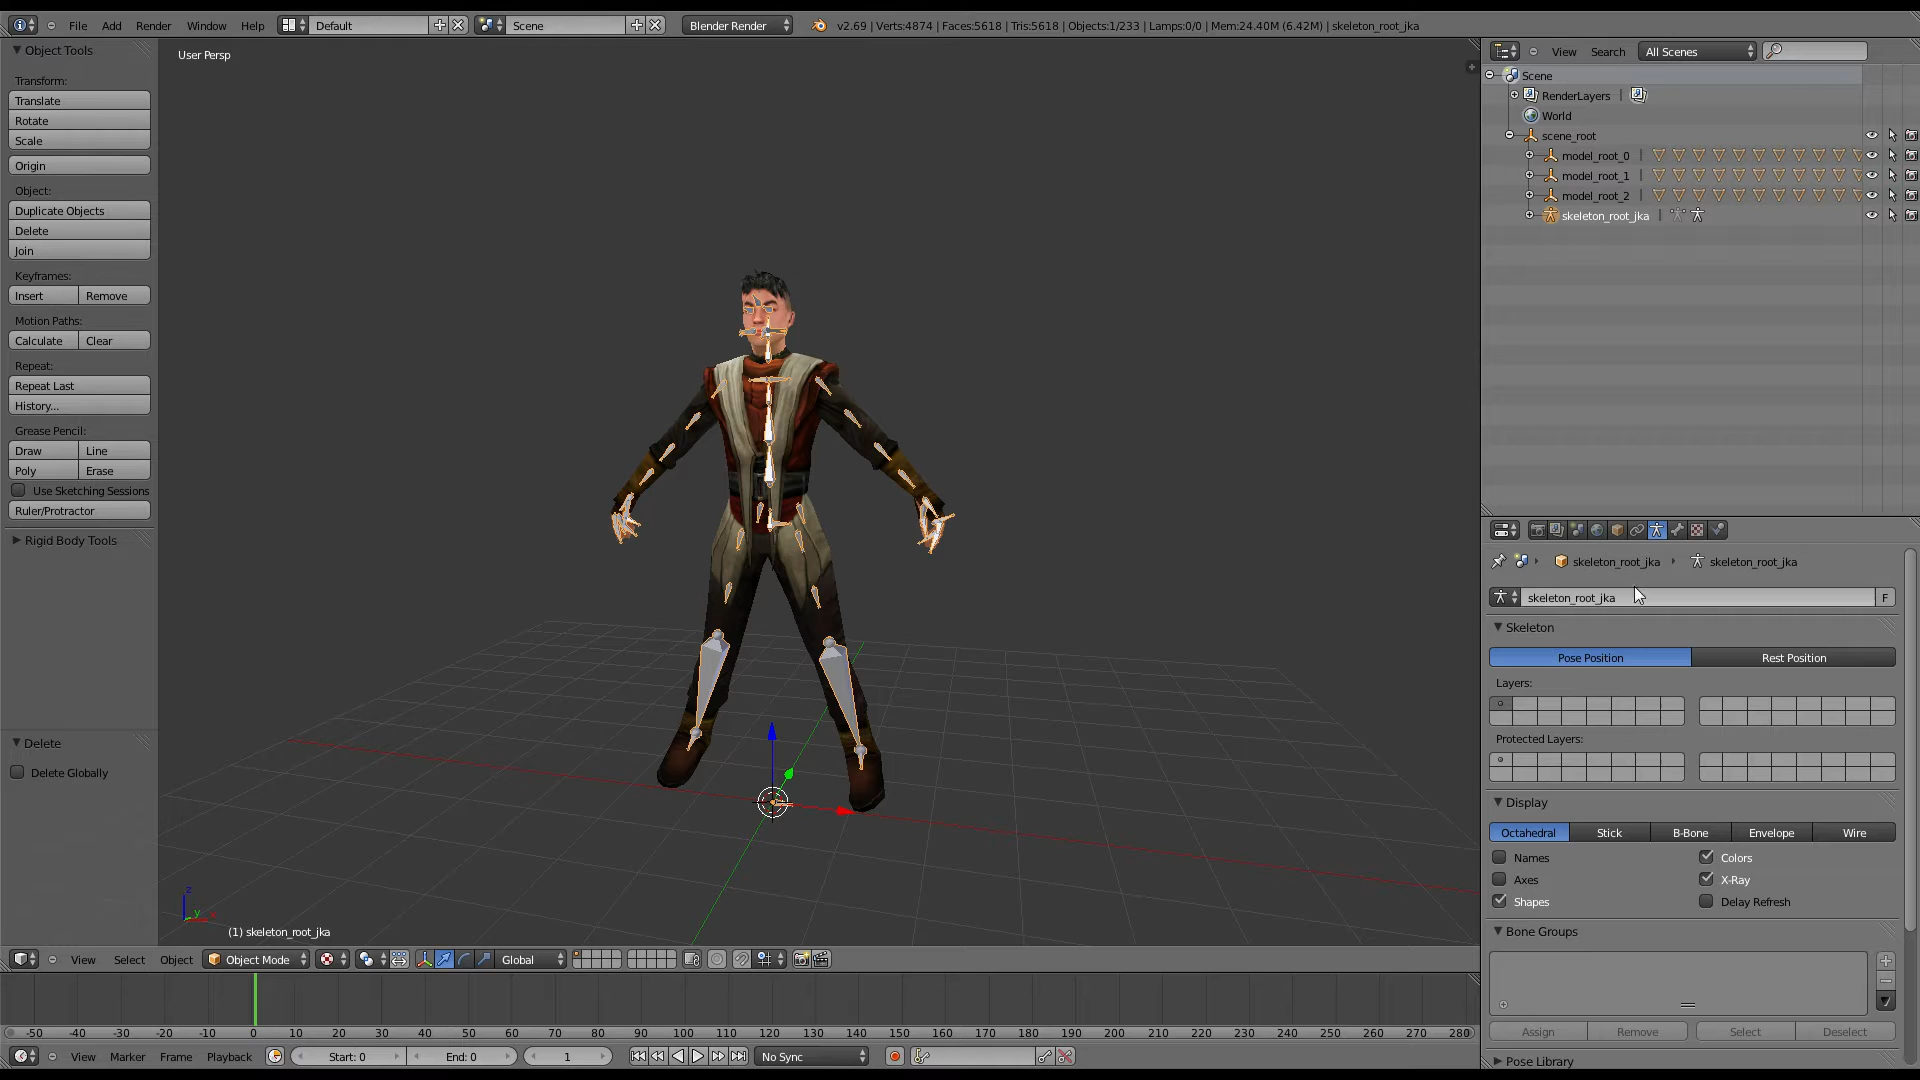 File Add Render Window Help Default Scene Blender Render v2.69 | Verts:4874 | Faces:5618 | Tris:5618 | Objects:1/233 | Lamps:0/0 | Mem:24.40M (6.42M) | skeleton_root_jka
Object Tools
Transform:
Translate
Rotate
Scale
Origin
Object:
Duplicate Objects
Delete
Join
Keyframes:
Insert Remove
Motion Paths:
Calculate Clear
Repeat:
Repeat Last
History...
Grease Pencil:
Draw Line
Poly Erase
Use Sketching Sessions
Ruler/Protractor
Rigid Body Tools
Delete
Delete Globally
User Persp
z
y x
(1) skeleton_root_jka
View Select Object Object Mode Global
-50 -40 -30 -20 -10 0 10 20 30 40 50 60 70 80 90 100 110 120 130 140 150 160 170 180 190 200 210 220 230 240 250 260 270 280
View Marker Frame Playback Start: 0 End: 0 1 No Sync
View Search All Scenes
Scene
RenderLayers |
World
scene_root
model_root_0 |
model_root_1 |
model_root_2 |
skeleton_root_jka |
skeleton_root_jka skeleton_root_jka
skeleton_root_jka F
Skeleton
Pose Position Rest Position
Layers:
Protected Layers:
Display
Octahedral Stick B-Bone Envelope Wire
Names Colors
Axes X-Ray
Shapes Delay Refresh
Bone Groups
Assign Remove Select Deselect
Pose Library